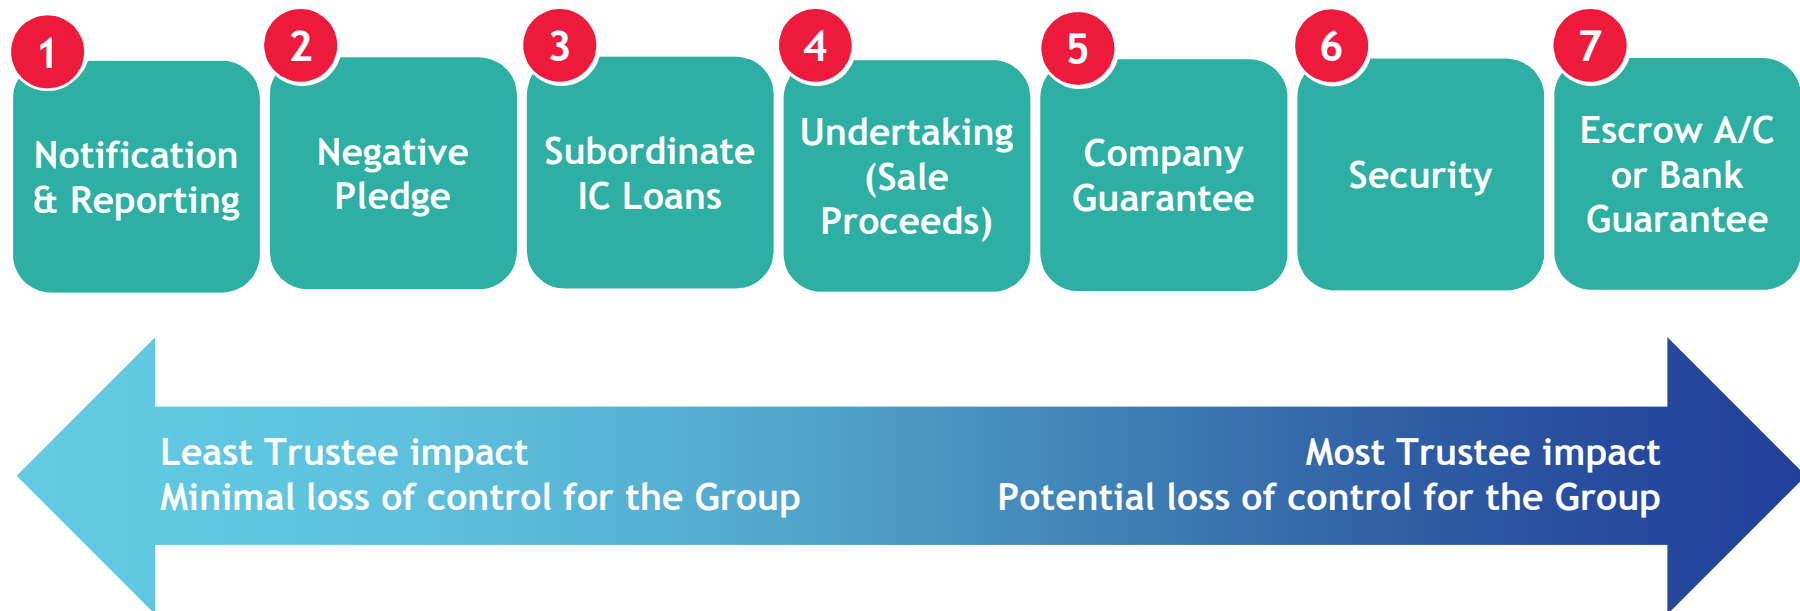 1
Notification
& Reporting
2
Negative
Pledge
3
Subordinate
IC Loans
4
Undertaking
(Sale
Proceeds)
5
Company
Guarantee
6
Security
7
Escrow A/C
or Bank
Guarantee
Least Trustee impact
Minimal loss of control for the Group
Most Trustee impact
Potential loss of control for the Group